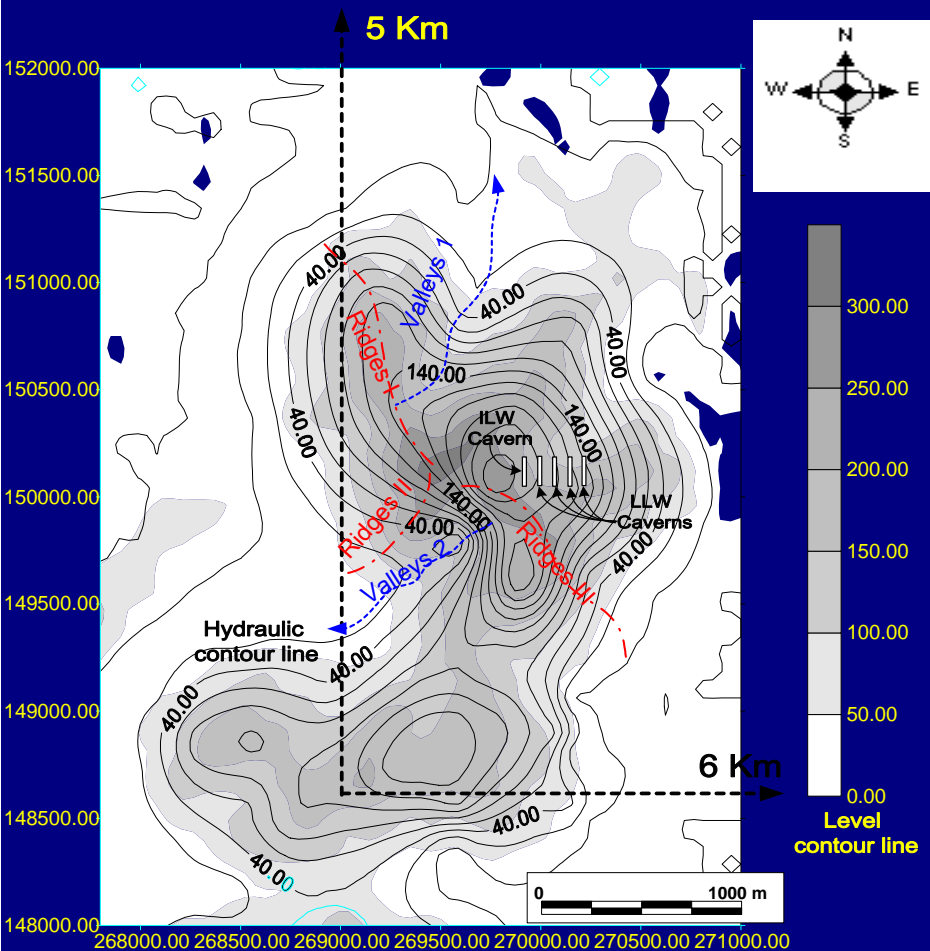 5 Km
N
W
E
S
152000.00
151500.00
151000.00
150500.00
150000.00
149500.00
149000.00
148500.00
148000.00
40.00
Valleys 1
40.00
Ridges I
140.00
40.00
ILW
Cavern
140.00
40.00
140.00
LLW
Caverns
40.00
Ridges II
Valleys 2
Ridges III
40.00
Hydraulic
contour line
40.00
40.00
6 Km
40.00
40.00
300.00
250.00
200.00
150.00
100.00
50.00
0.00
Level
contour line
0
1000 m
268000.00
268500.00
269000.00
269500.00
270000.00
270500.00
271000.00